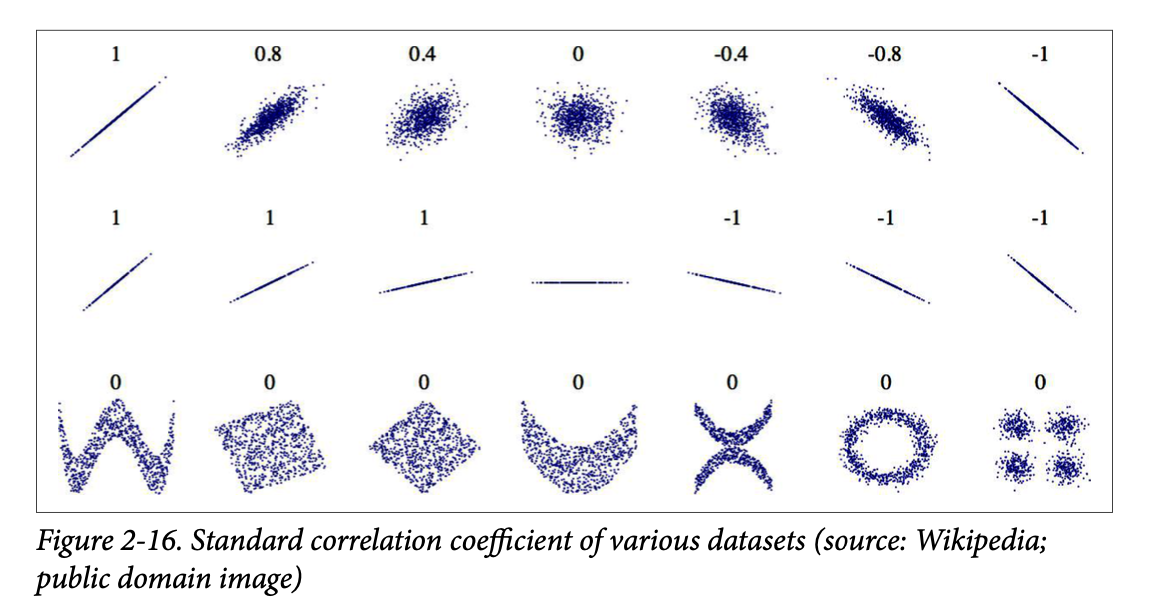 1 0.8 0.4 0 -0.4 -0.8 -1
1 1 1 -1 -1 -1
0 0 0 0 0 0 0
Figure 2-16. Standard correlation coefficient of various datasets (source: Wikipedia;
public domain image)